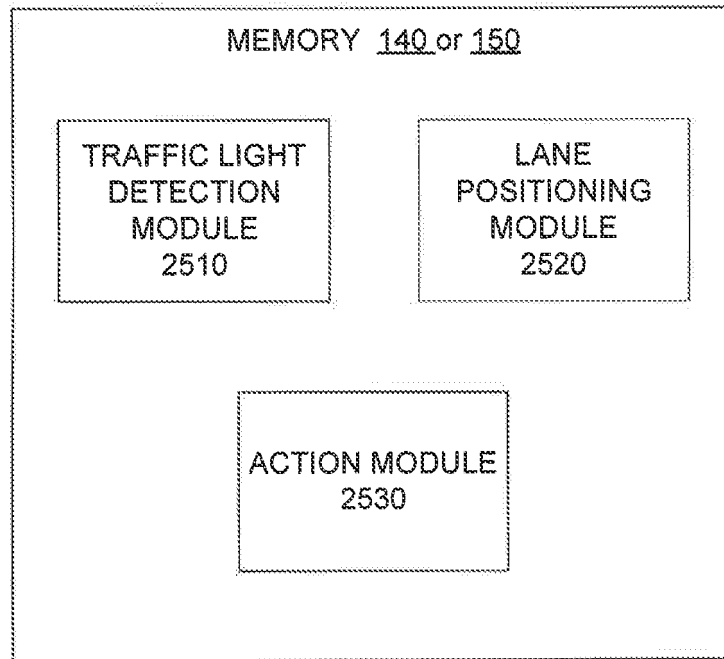 MEMORY 140 or 150
TRAFFIC LIGHT
DETECTION
MODULE
2510
LANE
POSITIONING
MODULE
2520
ACTION MODULE
2530